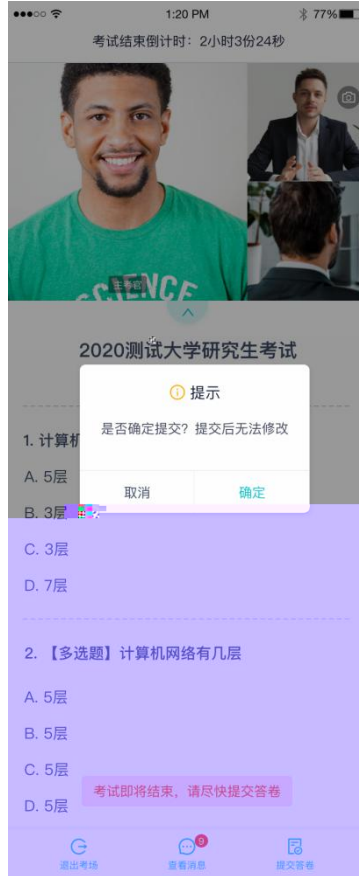 1:20 PM
77%
考试结束倒计时：2小时3份24秒
王考官
SCIENCE
2020测试大学研究生考试
提示
是否确定提交？提交后无法修改
取消
确定
1. 计算机
A. 5层
B. 3层
C. 3层
D. 7层
2. 【多选题】计算机网络有几层
A. 5层
B. 5层
C. 5层
D. 5层
考试即将结束，请尽快提交答卷
9
退出考场
查看消息
提交答卷